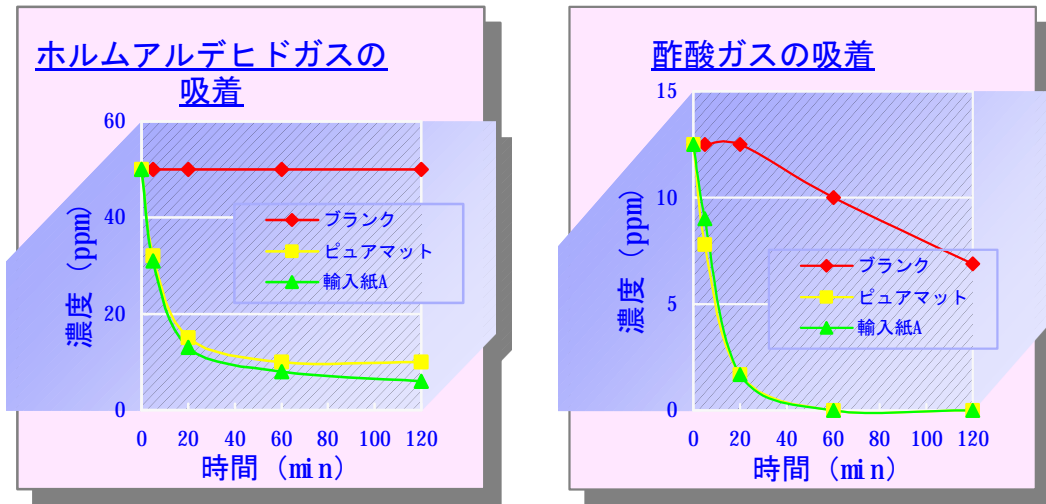 ホルムアルデヒドガスの
吸着
60
40
20
0
濃度 (ppm)
ブランク
ピュアマット
輸入紙A
0 20 40 60 80 100 120
時間 (min)
酢酸ガスの吸着
15
10
5
0
濃度 (ppm)
ブランク
ピュアマット
輸入紙A
0 20 40 60 80 100 120
時間 (min)